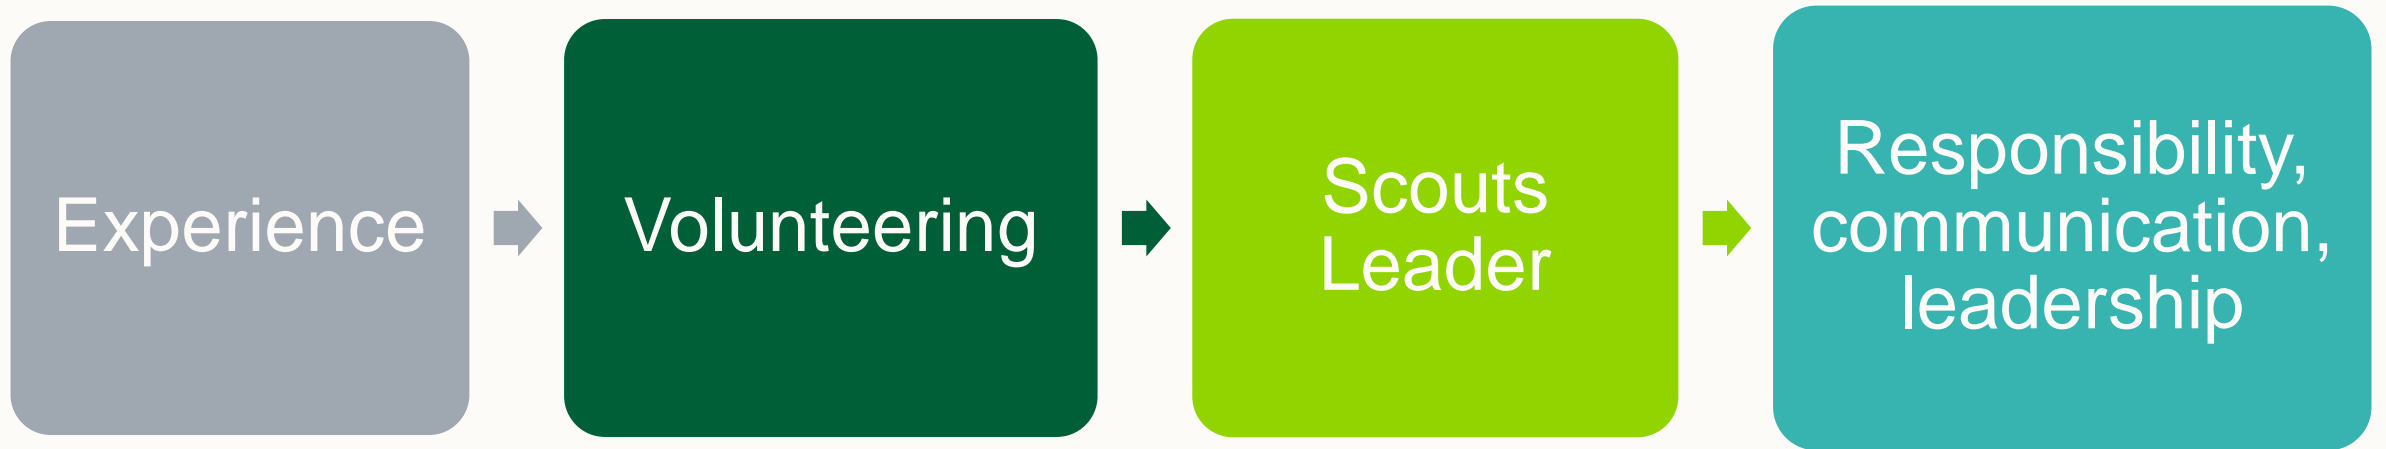 Experience
Volunteering
Scouts
Leader
Responsibility,
communication,
leadership